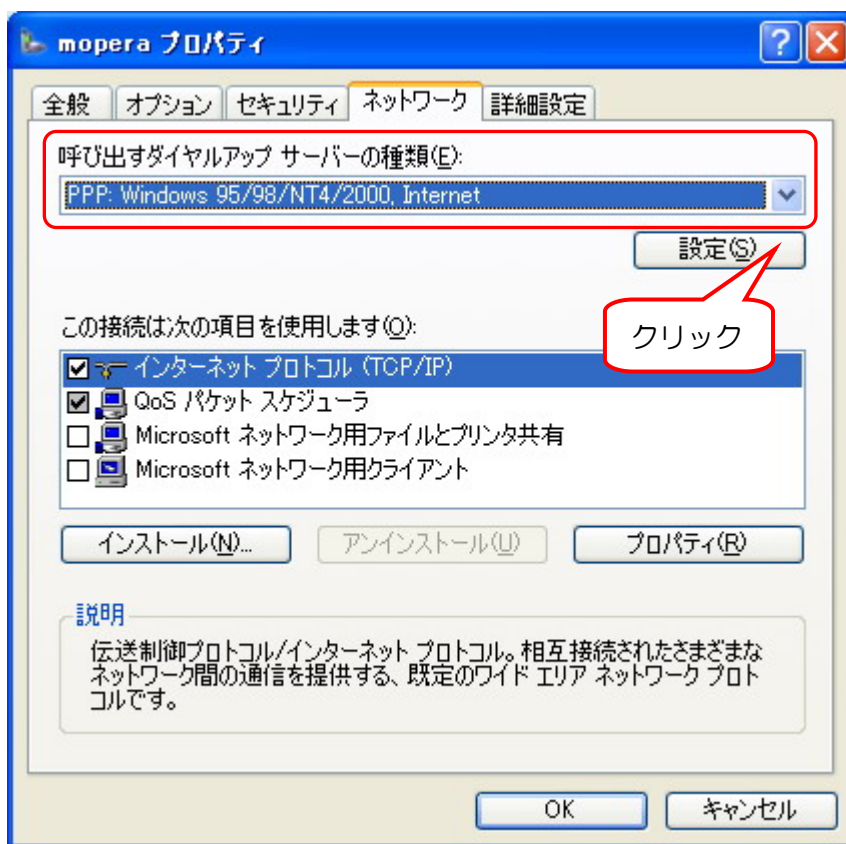 mopera プロパティ
全般 オプション セキュリティ ネットワーク 詳細設定
呼び出すダイヤルアップ サーバーの種類(E):
PPP: Windows 95/98/NT4/2000, Internet
設定(S)
クリック
この接続は次の項目を使用します(O):
インターネット プロトコル (TCP/IP)
QoS パケット スケジューラ
Microsoft ネットワーク用ファイルとプリンタ共有
Microsoft ネットワーク用クライアント
インストール(N)... アンインストール(U) プロパティ(R)
説明
伝送制御プロトコル/インターネット プロトコル。相互接続されたさまざまな
ネットワーク間の通信を提供する、既定のワイド エリア ネットワーク プロト
コルです。
OK キャンセル